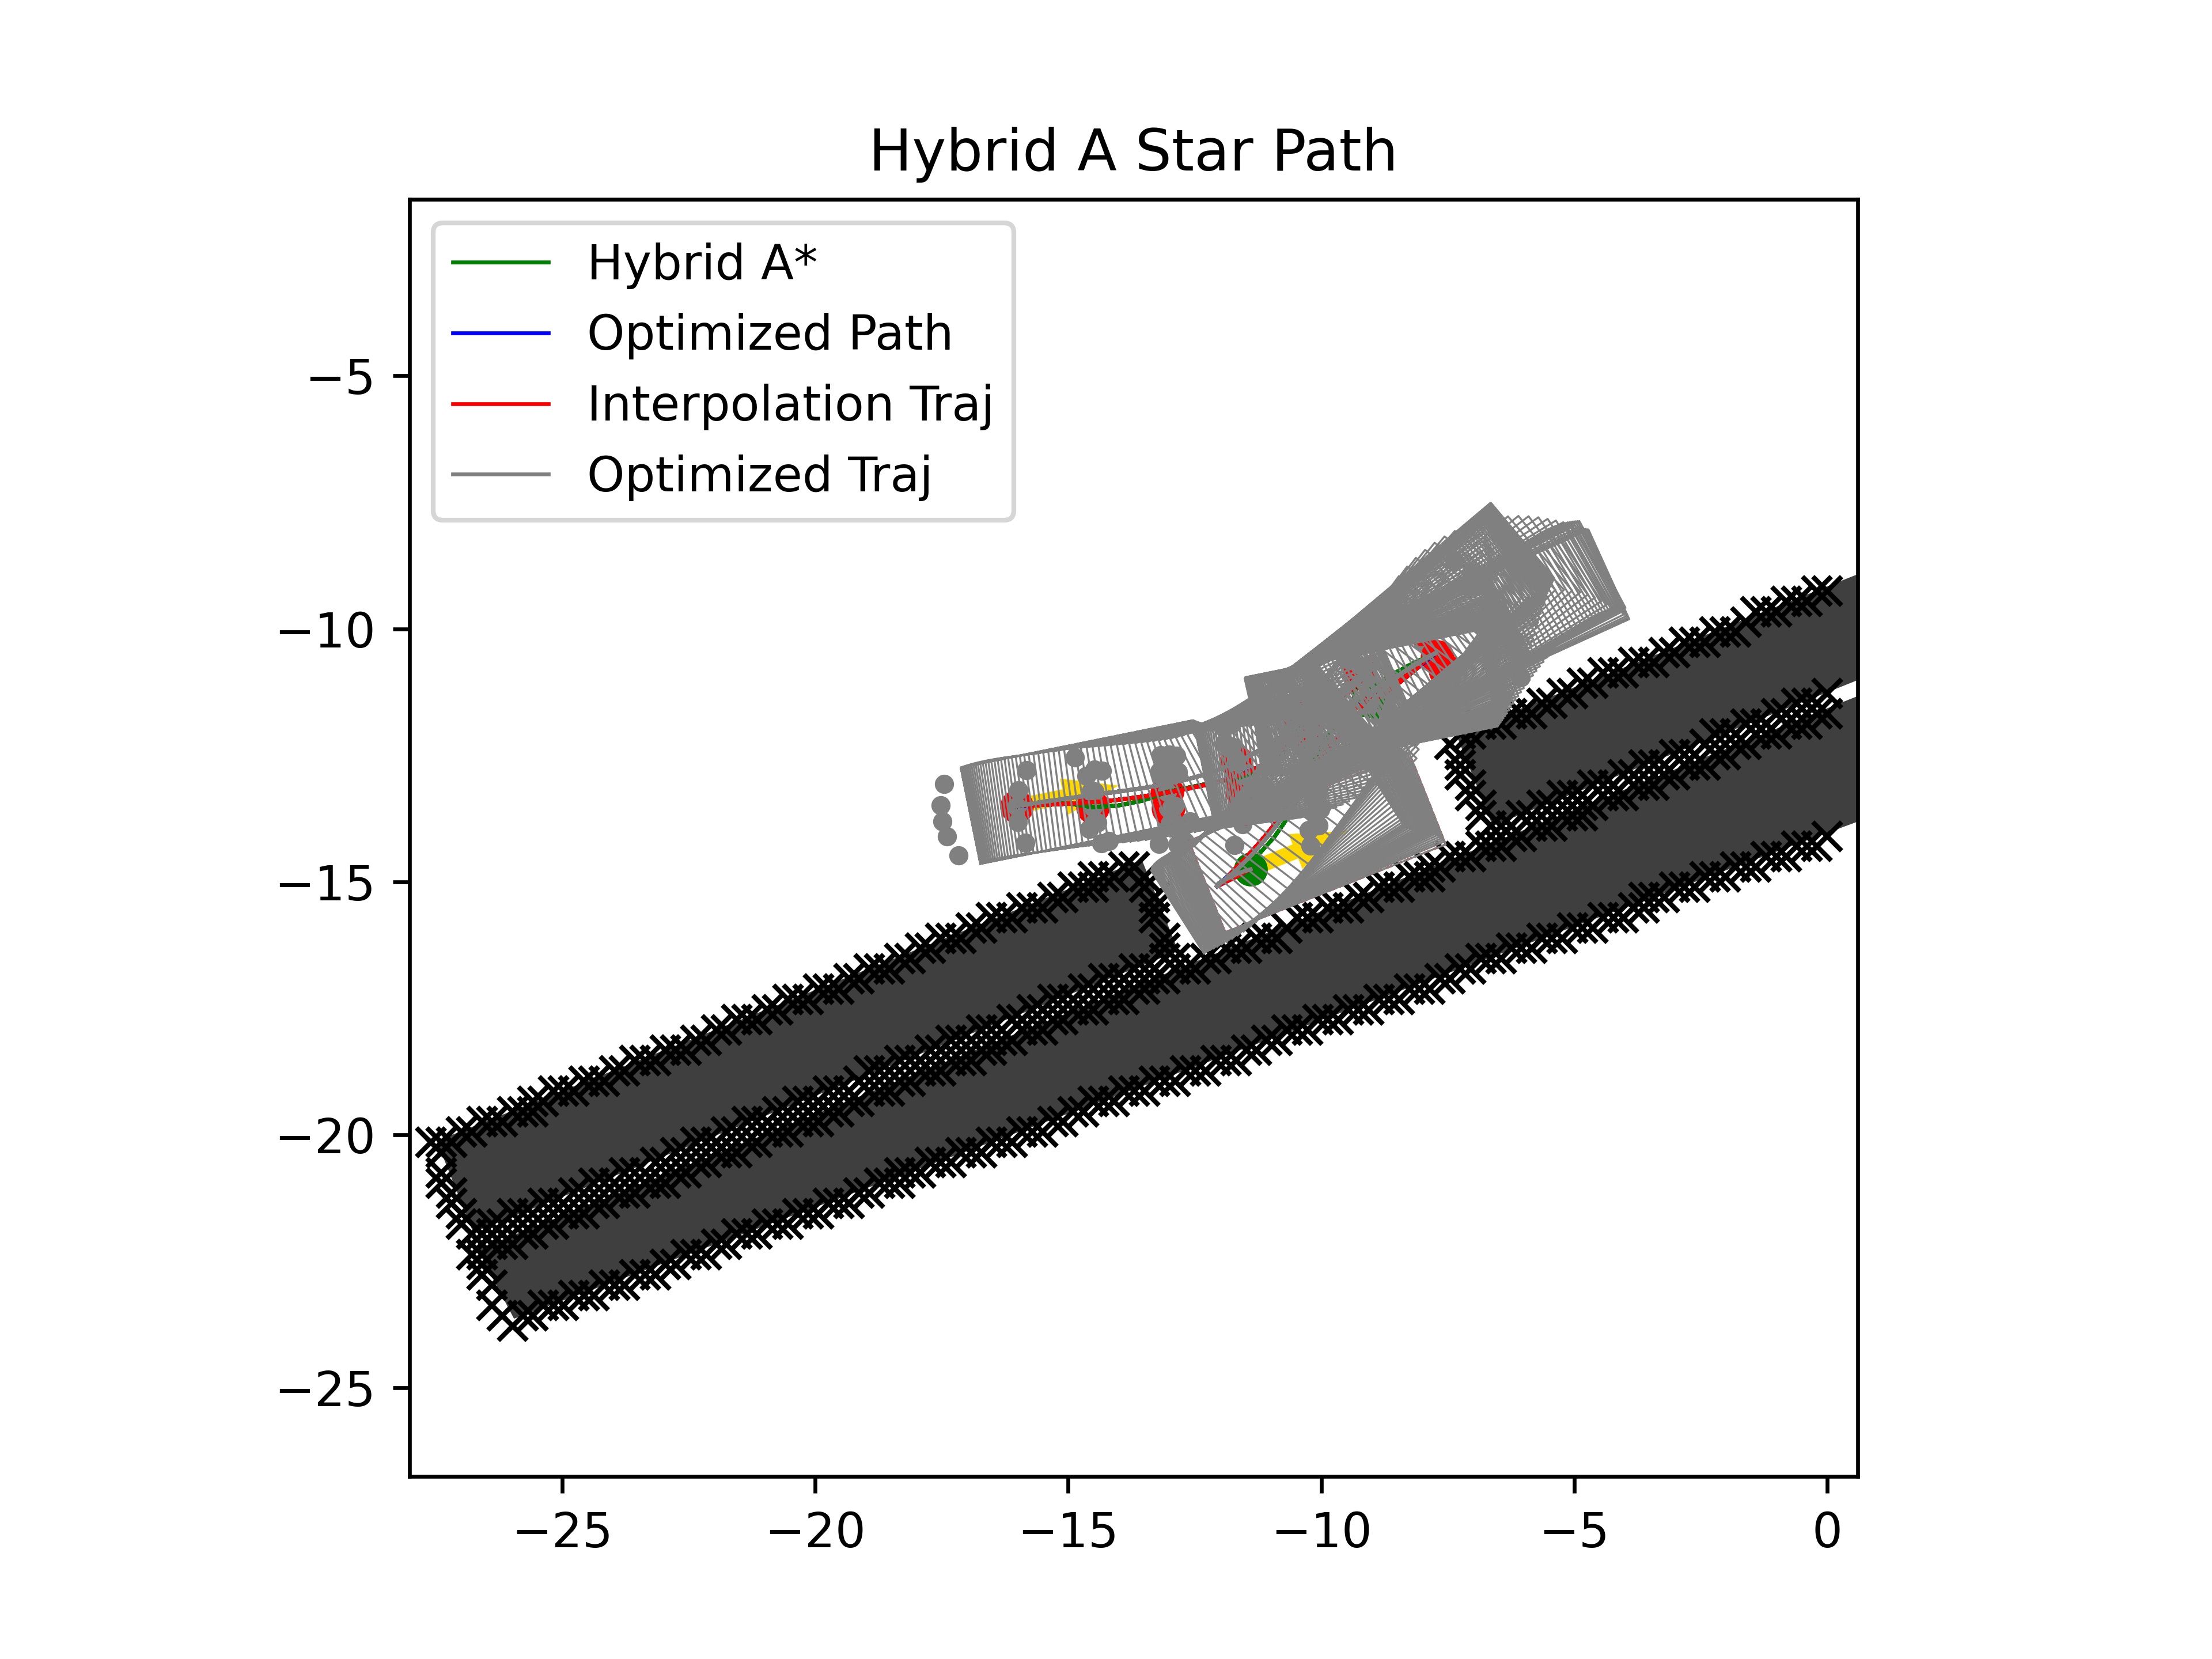 Hybrid A Star Path
Hybrid A*
Optimized Path
Interpolation Traj
Optimized Traj
−5
−10
−15
−20
−25
−25 −20 −15 −10 −5 0